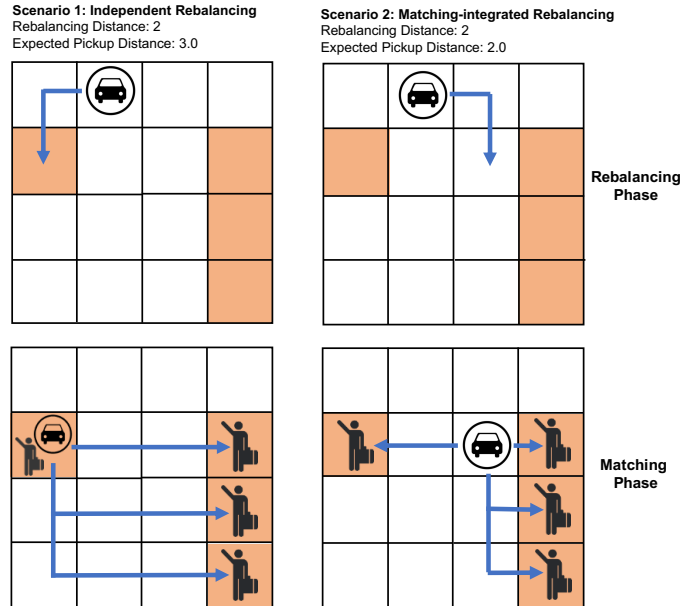 Scenario 1: Independent Rebalancing
Rebalancing Distance: 2
Expected Pickup Distance: 3.0
Scenario 2: Matching-integrated Rebalancing
Rebalancing Distance: 2
Expected Pickup Distance: 2.0
Rebalancing
Phase
Matching
Phase